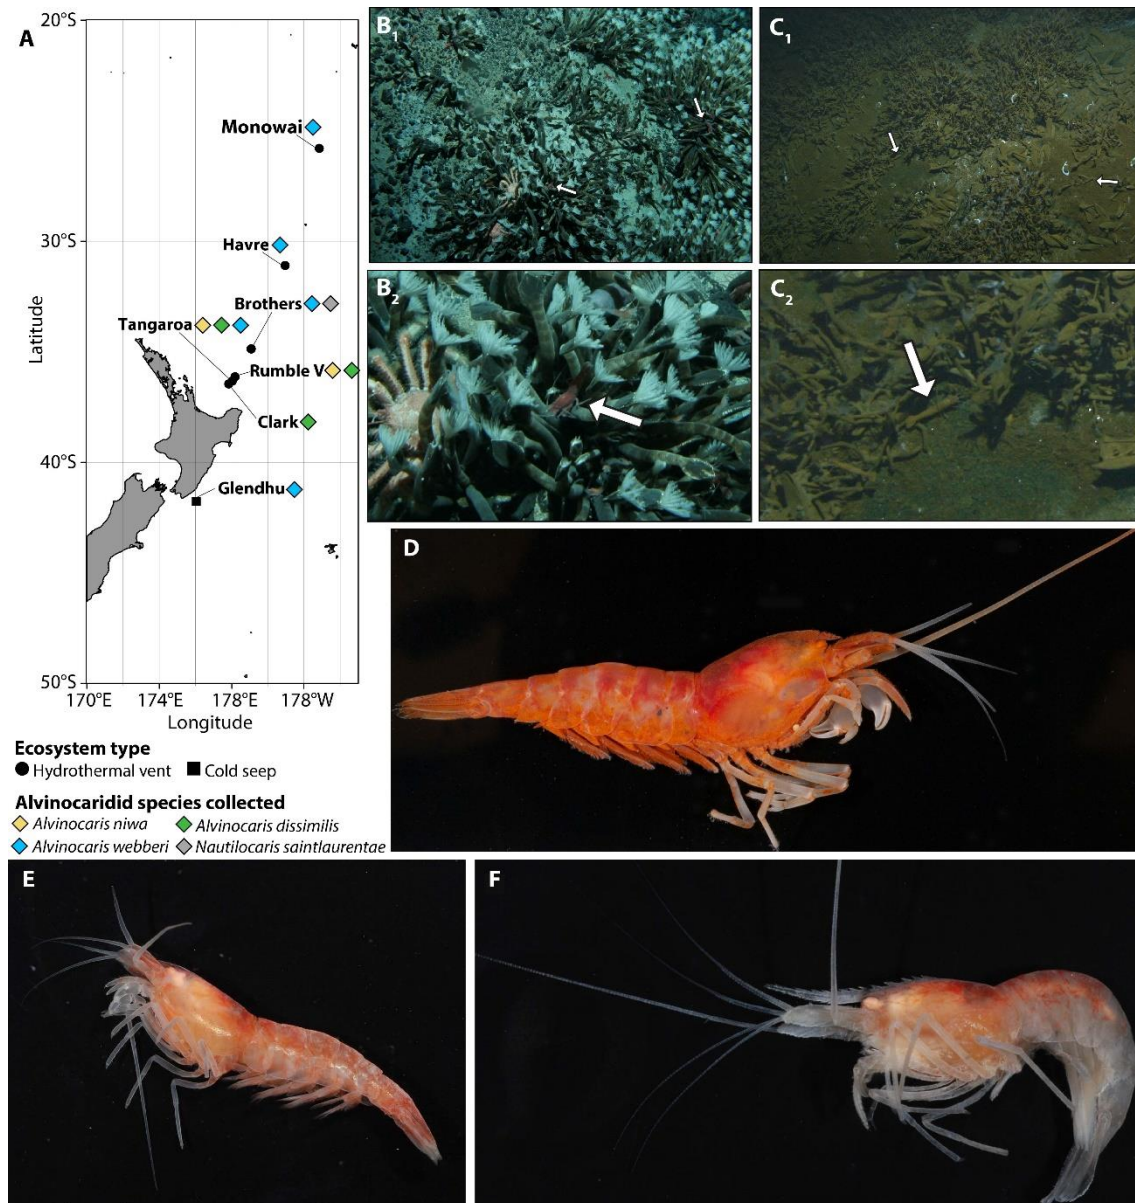 A
20°S
Monowai
30°S
Havre
Brothers
Tangaroa
Rumble V
Clark
40°S
Glendhu
50°S
170°E 174°E 178°E 178°W
Latitude
Longitude
Ecosystem type
Hydrothermal vent Cold seep
Alvinocaridid species collected
Alvinocaris niwa Alvinocaris dissimilis
Alvinocaris webberi Nautilocaris saintlaurentae
B1
C1
B2
C2
D
E
F